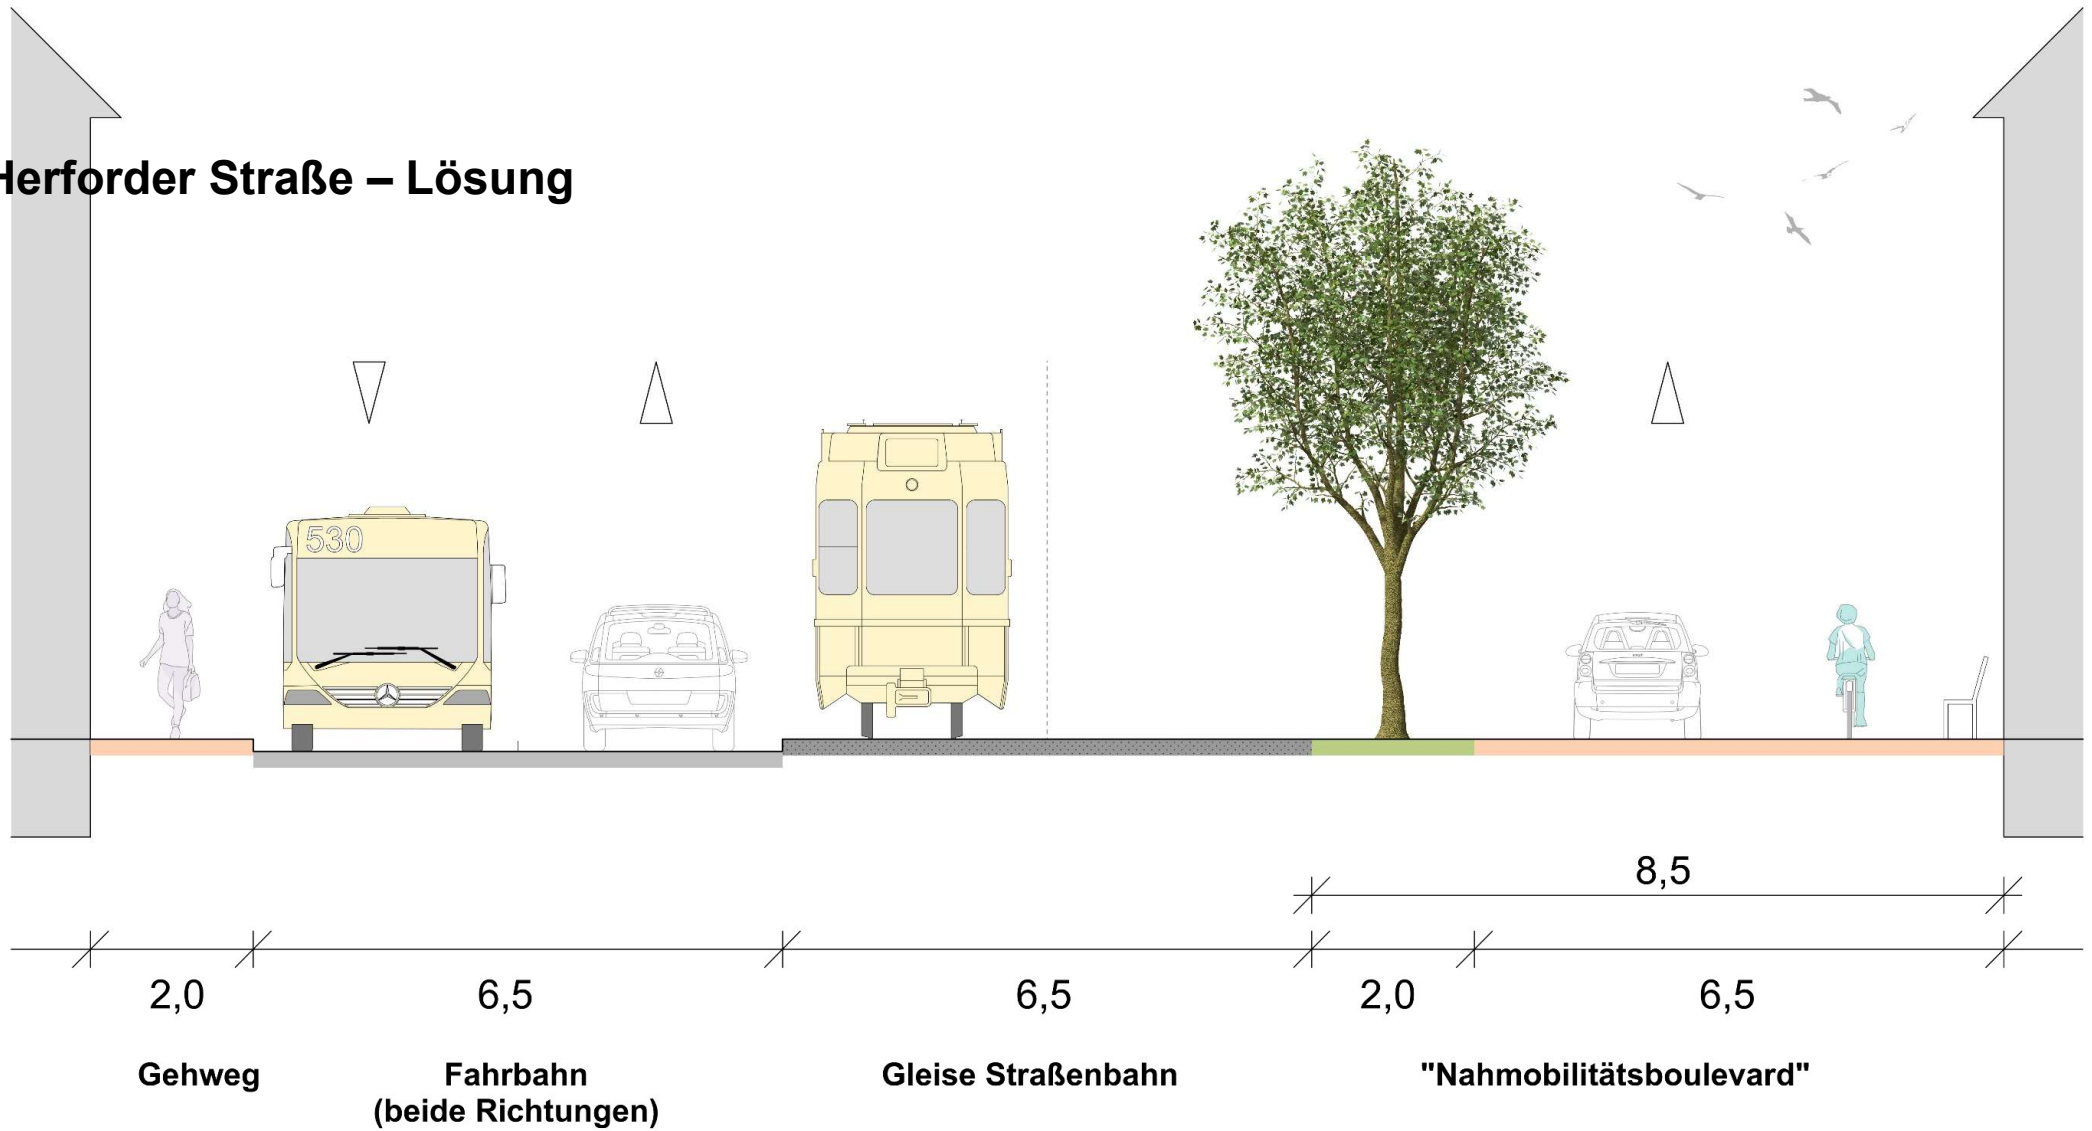 Herforder Straße – Lösung
530
8,5
2,0 6,5 6,5 2,0 6,5
Gehweg Fahrbahn Gleise Straßenbahn "Nahmobilitätsboulevard"
(beide Richtungen)